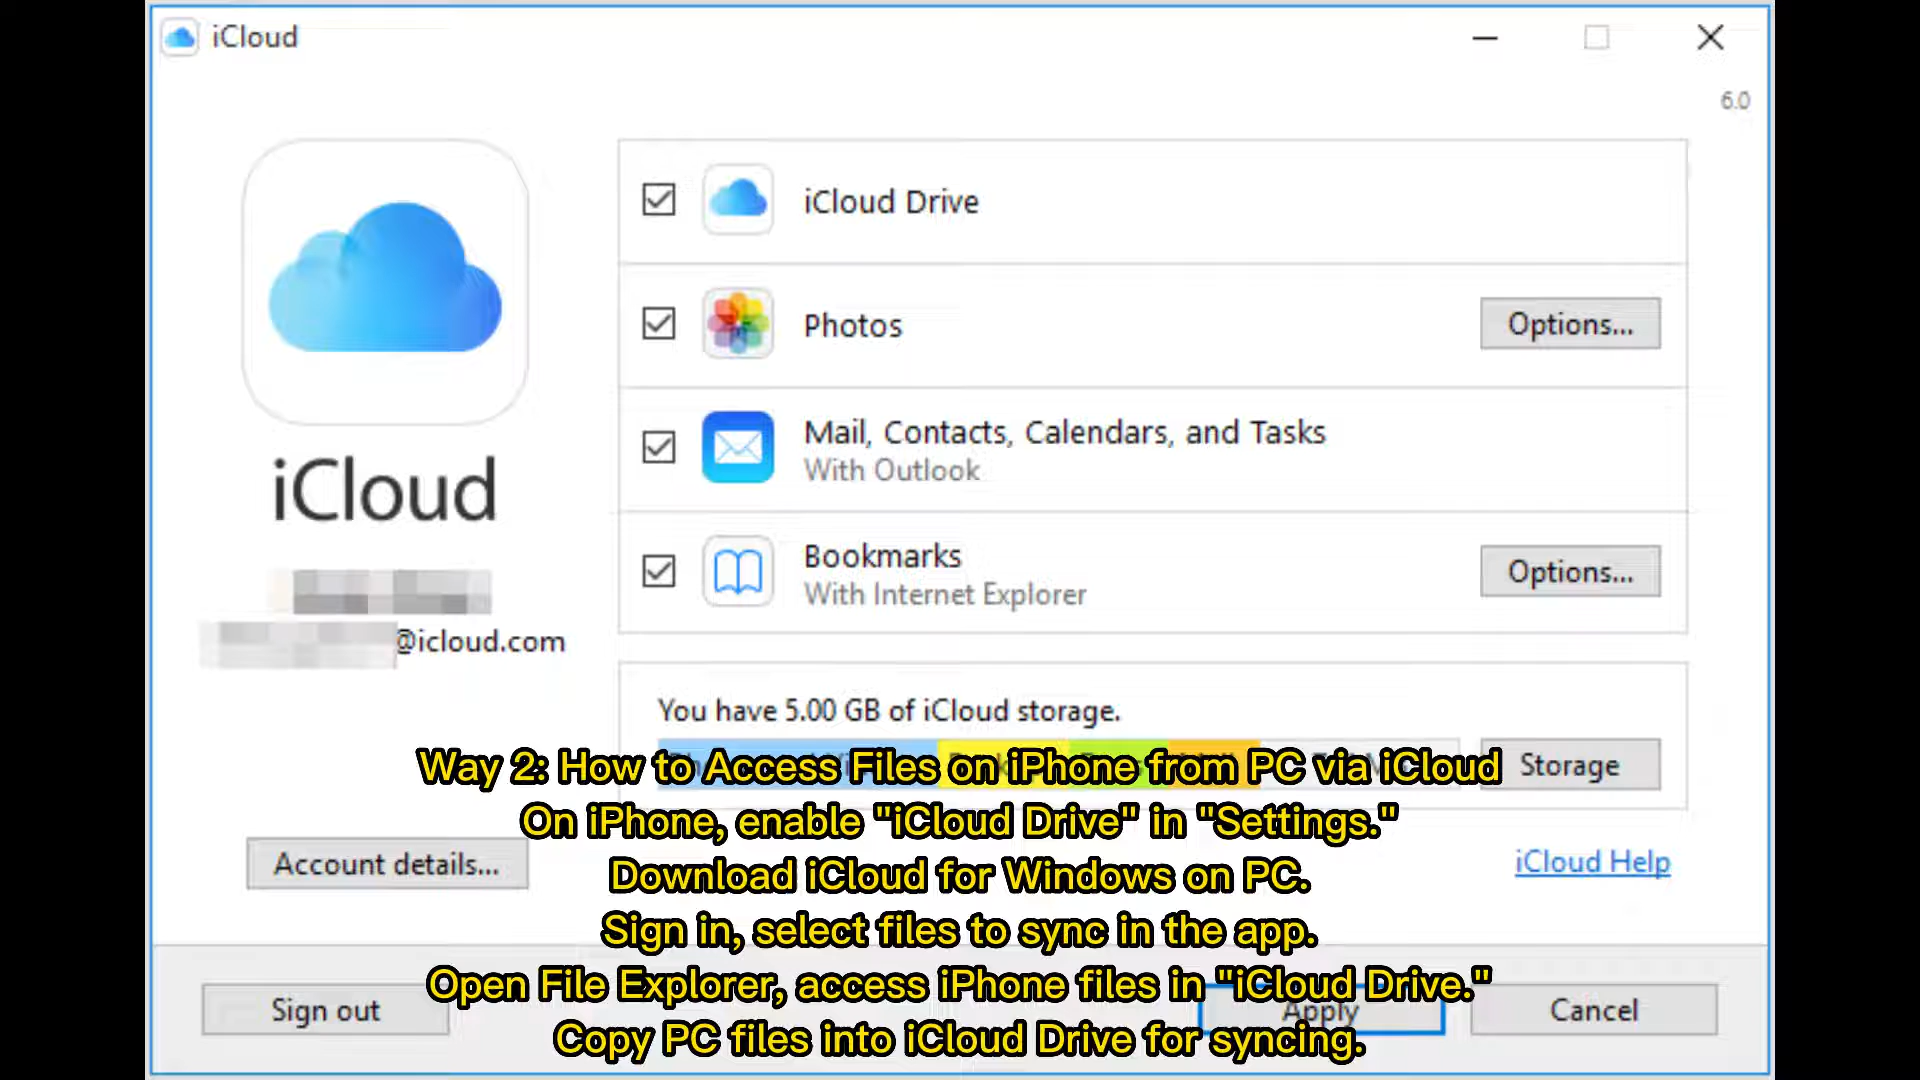 iCloud
6.0
iCloud Drive
Photos
Options...
Mail, Contacts, Calendars, and Tasks
With Outlook
iCloud
Bookmarks
With Internet Explorer
Options...
@icloud.com
You have 5.00 GB of iCloud storage.
Storage
Way 2: How to Access Files on iPhone from PC via iCloud
On iPhone, enable "iCloud Drive" in "Settings."
Account details...
iCloud Help
Download iCloud for Windows on PC.
Sign in, select files to sync in the app.
Open File Explorer, access iPhone files in "iCloud Drive."
Sign out
Apply
Cancel
Copy PC files into iCloud Drive for syncing.